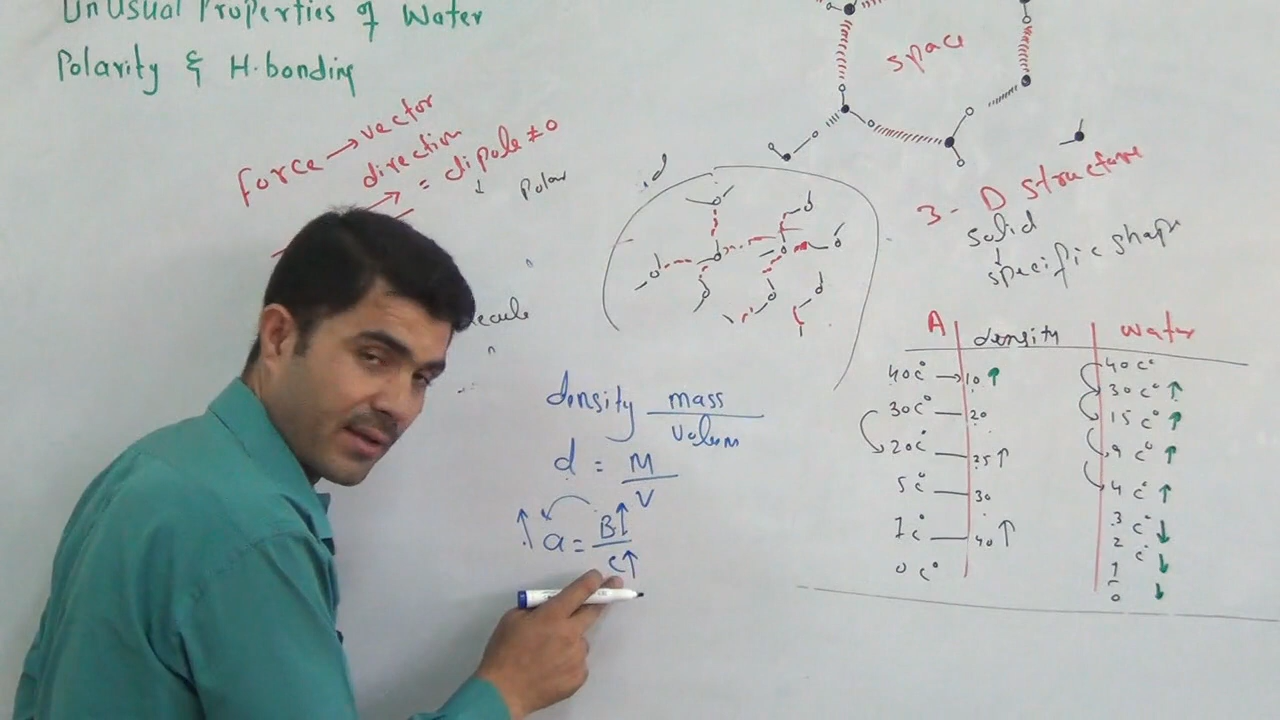 Unusual Properties of Water
Polarity & H.bonding
force → vector
direction
= dipole ≠ 0
↓ polar
ecule
space
3-D structure
solid
↓
specific shape
density mass
volum
d = M
V
↑ a = B↑
C↑
A density water
40c° → 10 ↑ 40c°
30c° 20 30c° ↑
20c° 25 ↑ 15c° ↑
5c° 30 9c° ↑
1c° 40 ↑ 4c° ↑
0c° 3c° ↓
2c°
1 ↓
0 ↓